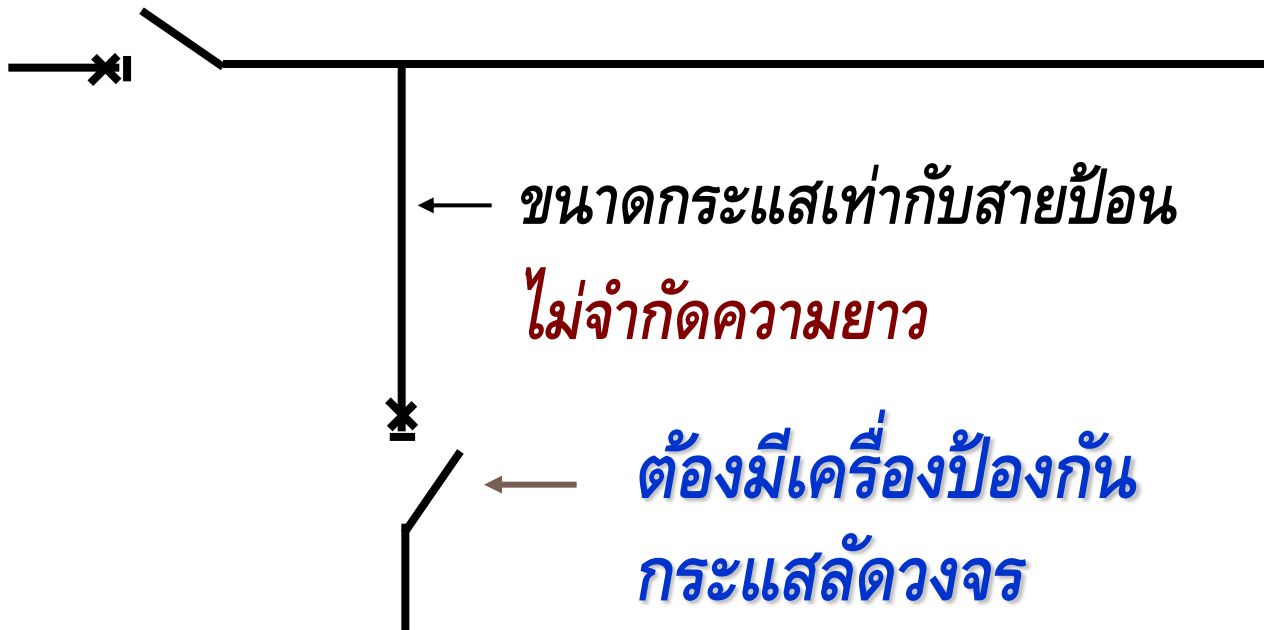 ขนาดกระแสเท่ากับสายป้อน
ไม่จำกัดความยาว
ต้องมีเครื่องป้องกัน
กระแสลัดวงจร